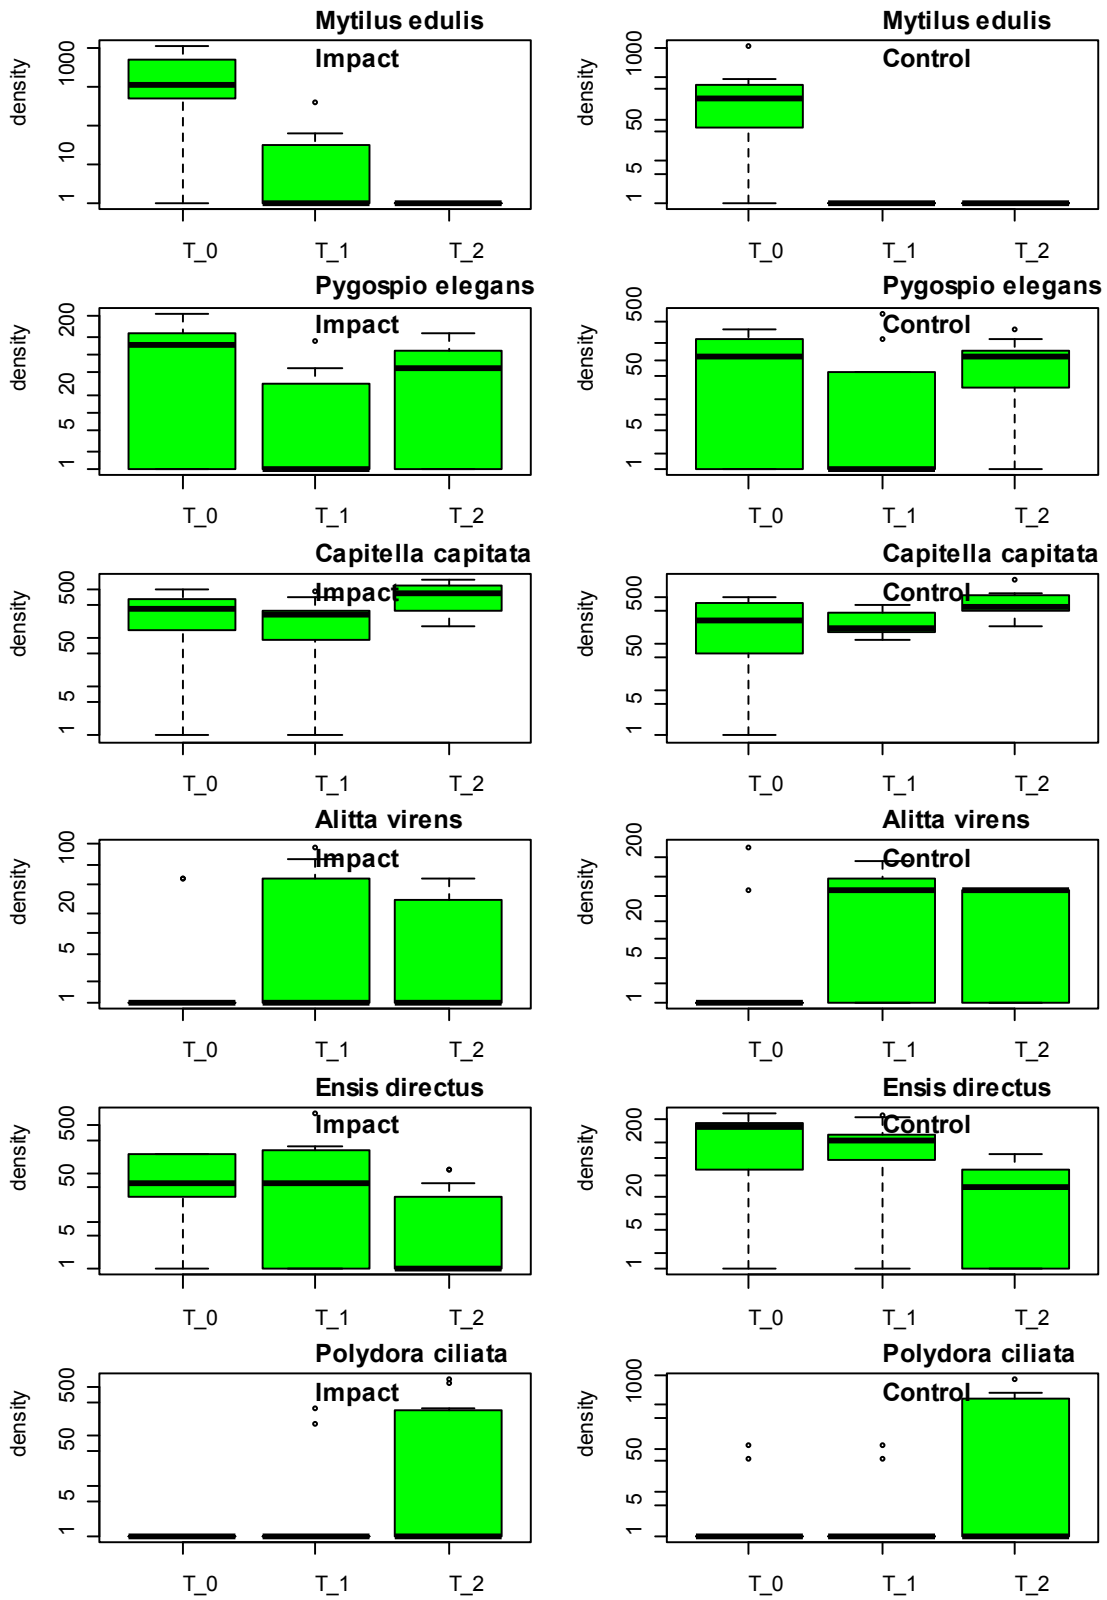 Mytilus edulis
Impact
density
1000
10
1
T_0 T_1 T_2
Mytilus edulis
Control
density
1000
50
5
1
T_0 T_1 T_2
Pygospio elegans
Impact
density
200
20
5
1
T_0 T_1 T_2
Pygospio elegans
Control
density
500
50
5
1
T_0 T_1 T_2
Capitella capitata
Impact
density
500
50
5
1
T_0 T_1 T_2
Capitella capitata
Control
density
500
50
5
1
T_0 T_1 T_2
Alitta virens
Impact
density
100
20
5
1
T_0 T_1 T_2
Alitta virens
Control
density
200
20
5
1
T_0 T_1 T_2
Ensis directus
Impact
density
500
50
5
1
T_0 T_1 T_2
Ensis directus
Control
density
200
20
5
1
T_0 T_1 T_2
Polydora ciliata
Impact
density
500
50
5
1
T_0 T_1 T_2
Polydora ciliata
Control
density
1000
50
5
1
T_0 T_1 T_2